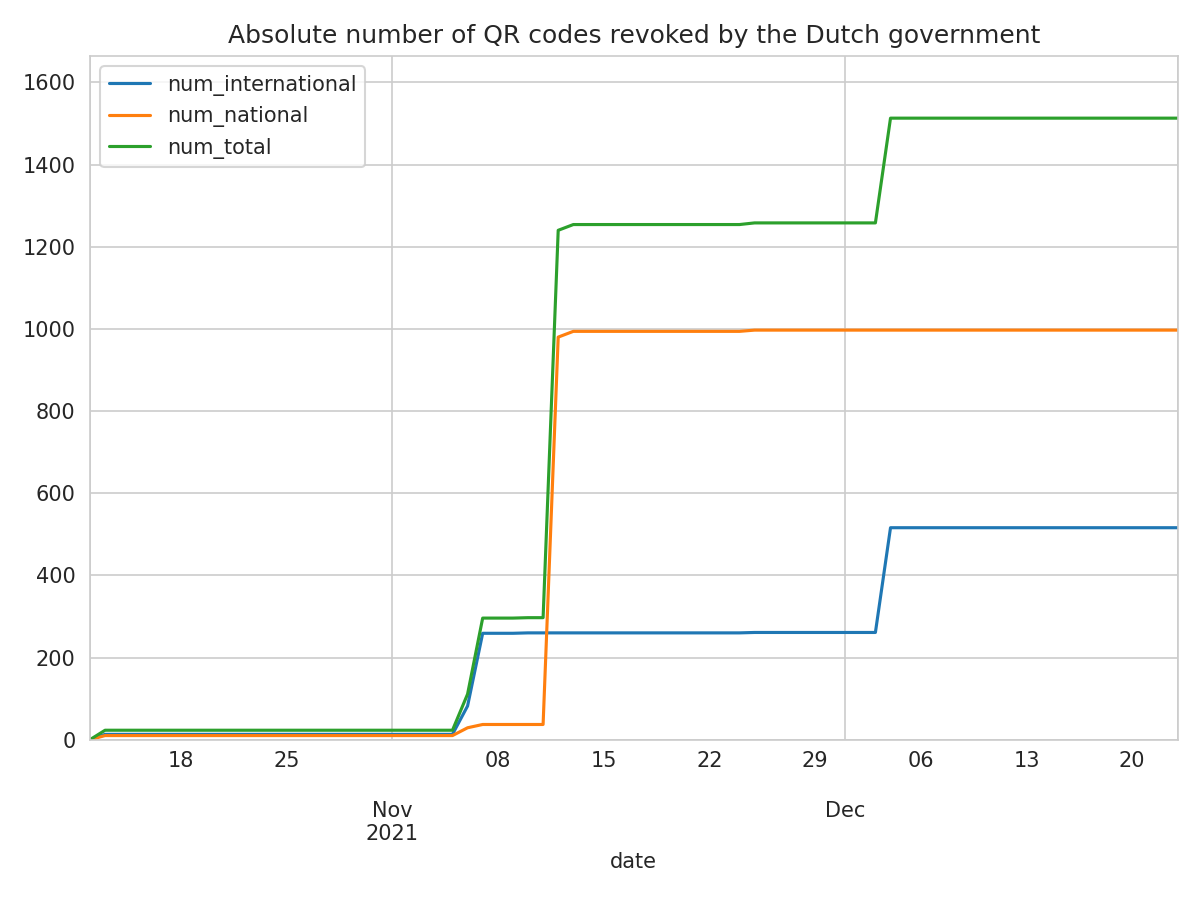 Absolute number of QR codes revoked by the Dutch government
num_international
num_national
num_total
1600
1400
1200
1000
800
600
400
200
0
18 25 08 15 22 29 06 13 20
Nov Dec
2021
date